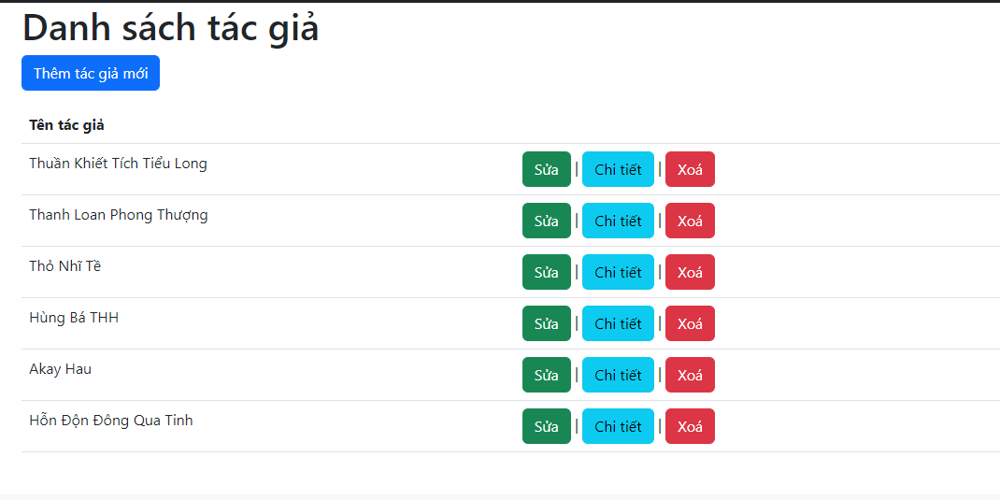 Danh sách tác giả
Thêm tác giả mới
Tên tác giả
Thuần Khiết Tích Tiểu Long Sửa | Chi tiết | Xoá
Thanh Loan Phong Thượng Sửa | Chi tiết | Xoá
Thỏ Nhĩ Tề Sửa | Chi tiết | Xoá
Hùng Bá THH Sửa | Chi tiết | Xoá
Akay Hau Sửa | Chi tiết | Xoá
Hỗn Độn Đông Qua Tinh Sửa | Chi tiết | Xoá